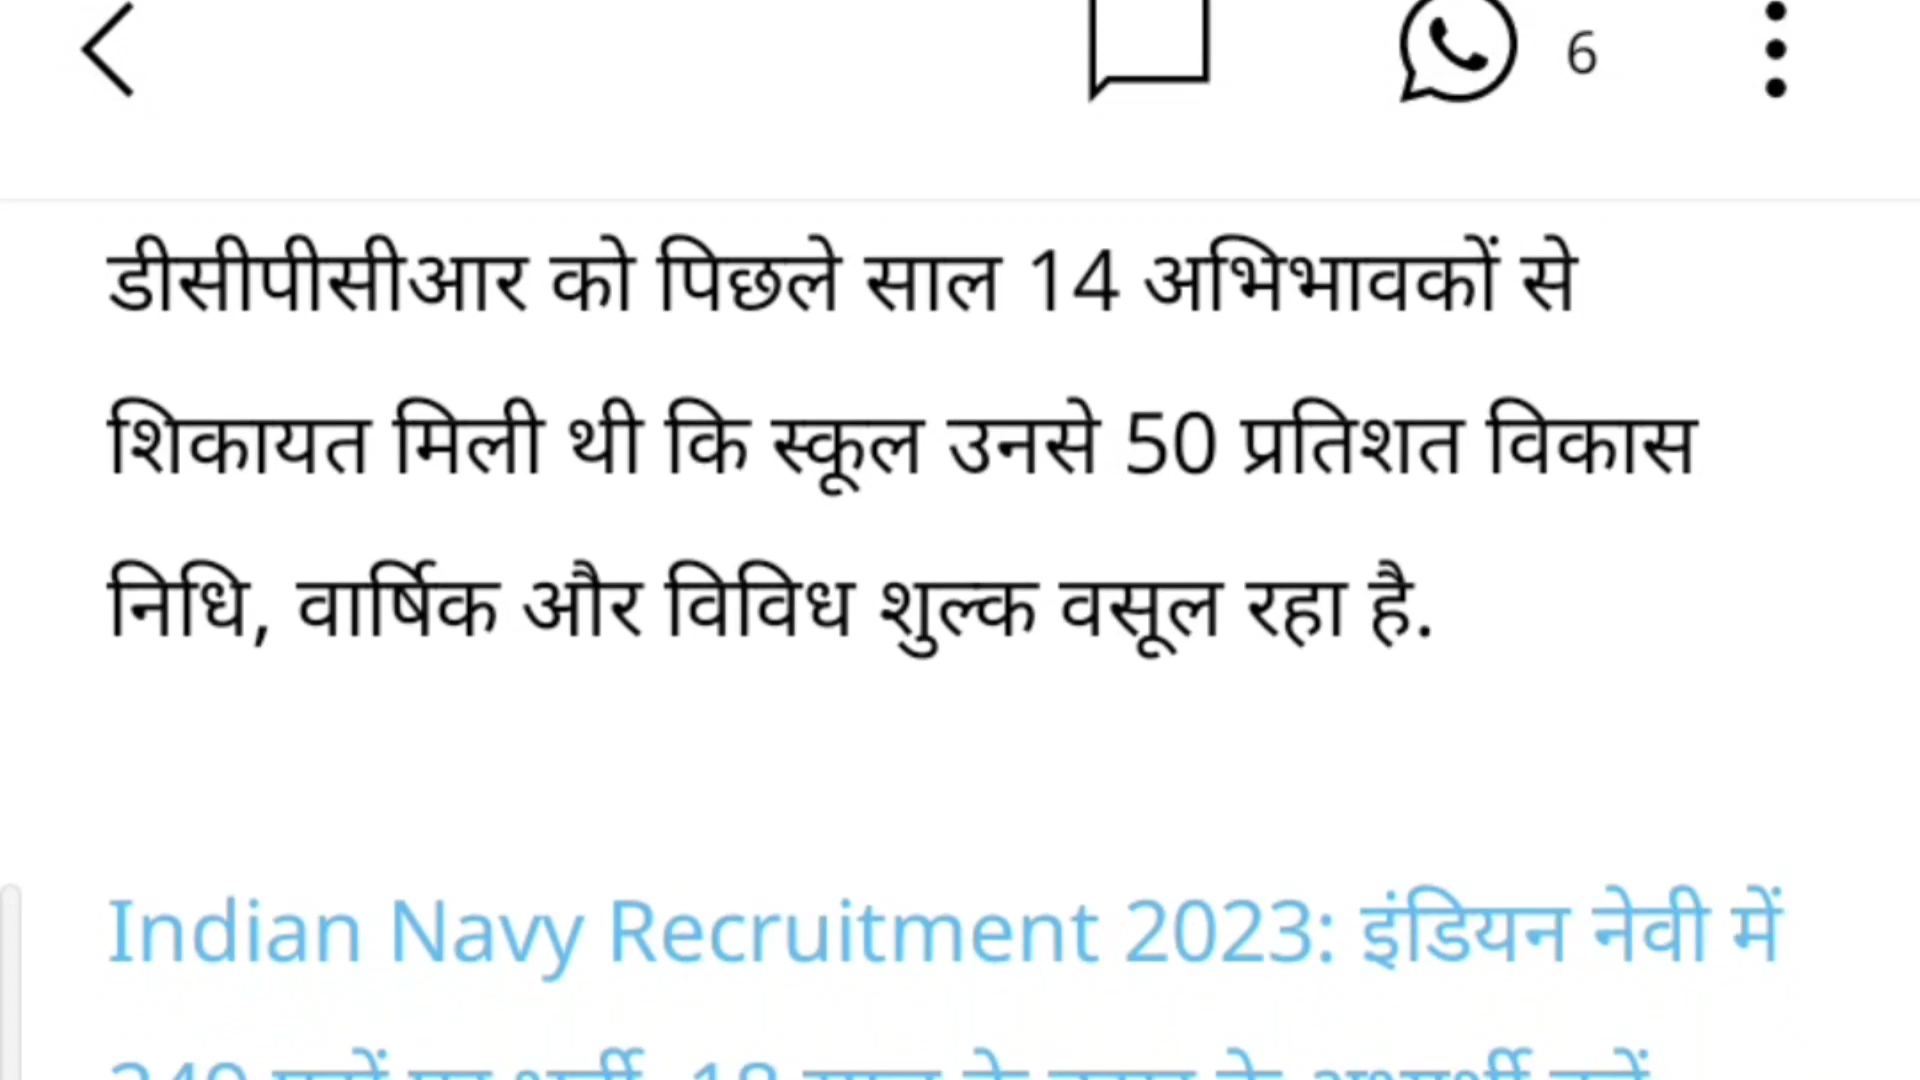 6
डीसीपीसीआर को पिछले साल 14 अभिभावकों से
शिकायत मिली थी कि स्कूल उनसे 50 प्रतिशत विकास
निधि, वार्षिक और विविध शुल्क वसूल रहा है.
Indian Navy Recruitment 2023: इंडियन नेवी में